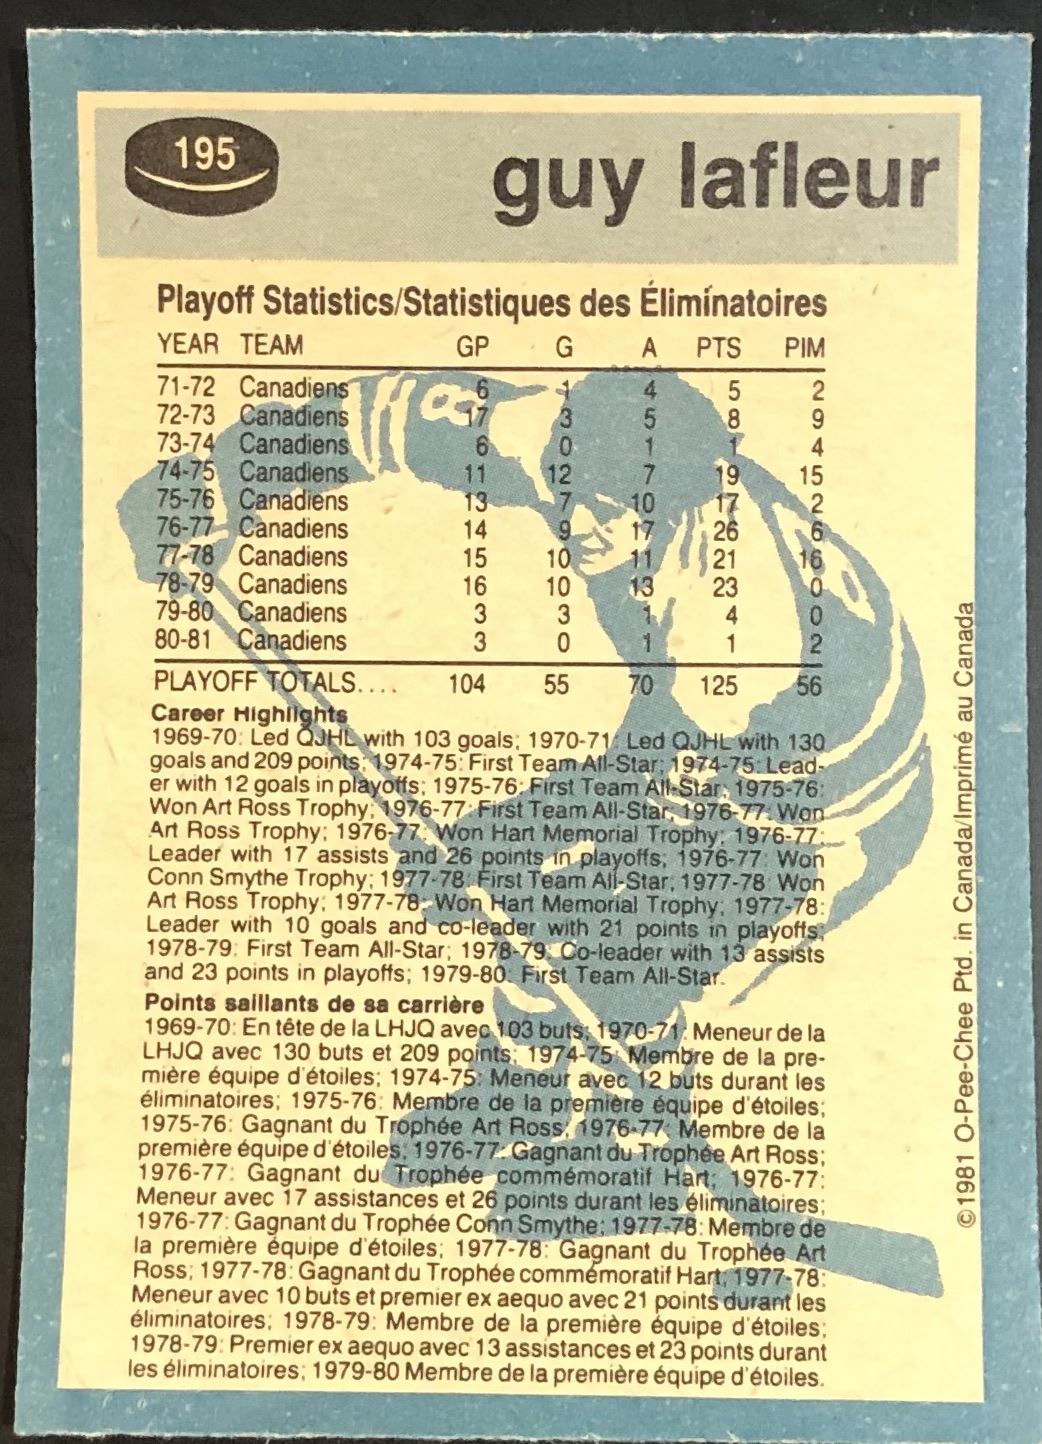 195
guy lafleur
Playoff Statistics/Statistiques des Éliminatoires
YEAR TEAM GP G A PTS PIM
71-72 Canadiens 6 1 4 5 2
72-73 Canadiens 17 3 5 8 9
73-74 Canadiens 6 0 1 1 4
74-75 Canadiens 11 12 7 19 15
75-76 Canadiens 13 7 10 17 2
76-77 Canadiens 14 9 17 26 6
77-78 Canadiens 15 10 11 21 16
78-79 Canadiens 16 10 13 23 0
79-80 Canadiens 3 3 1 4 0
80-81 Canadiens 3 0 1 1 2
PLAYOFF TOTALS.... 104 55 70 125 56
Career Highlights
1969-70: Led QJHL with 103 goals; 1970-71: Led QJHL with 130
goals and 209 points; 1974-75: First Team All-Star; 1974-75: Lead-
er with 12 goals in playoffs; 1975-76: First Team All-Star; 1975-76:
Won Art Ross Trophy; 1976-77: First Team All-Star; 1976-77: Won
Art Ross Trophy; 1976-77: Won Hart Memorial Trophy; 1976-77:
Leader with 17 assists and 26 points in playoffs; 1976-77: Won
Conn Smythe Trophy; 1977-78: First Team All-Star; 1977-78: Won
Art Ross Trophy; 1977-78: Won Hart Memorial Trophy; 1977-78:
Leader with 10 goals and co-leader with 21 points in playoffs;
1978-79: First Team All-Star; 1978-79: Co-leader with 13 assists
and 23 points in playoffs; 1979-80: First Team All-Star.
Points saillants de sa carrière
1969-70: En tête de la LHJQ avec 103 buts; 1970-71: Meneur de la
LHJQ avec 130 buts et 209 points; 1974-75: Membre de la pre-
mière équipe d'étoiles; 1974-75: Meneur avec 12 buts durant les
éliminatoires; 1975-76: Membre de la première équipe d'étoiles;
1975-76: Gagnant du Trophée Art Ross; 1976-77: Membre de la
première équipe d'étoiles; 1976-77: Gagnant du Trophée Art Ross;
1976-77: Gagnant du Trophée commémoratif Hart; 1976-77:
Meneur avec 17 assistances et 26 points durant les éliminatoires;
1976-77: Gagnant du Trophée Conn Smythe; 1977-78: Membre de
la première équipe d'étoiles; 1977-78: Gagnant du Trophée Art
Ross; 1977-78: Gagnant du Trophée commémoratif Hart; 1977-78:
Meneur avec 10 buts et premier ex aequo avec 21 points durant les
éliminatoires; 1978-79: Membre de la première équipe d'étoiles;
1978-79: Premier ex aequo avec 13 assistances et 23 points durant
les éliminatoires; 1979-80 Membre de la première équipe d'étoiles.
©1981 O-Pee-Chee Ptd. in Canada/Imprimé au Canada